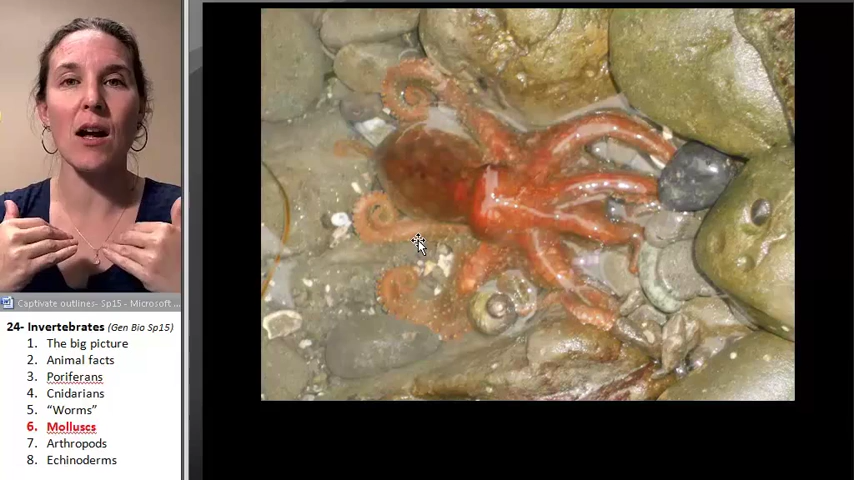 Captivate outlines- Sp15 - Microsoft ...
24- Invertebrates (Gen Bio Sp15)
1. The big picture
2. Animal facts
3. Poriferans
4. Cnidarians
5. “Worms”
6. Molluscs
7. Arthropods
8. Echinoderms